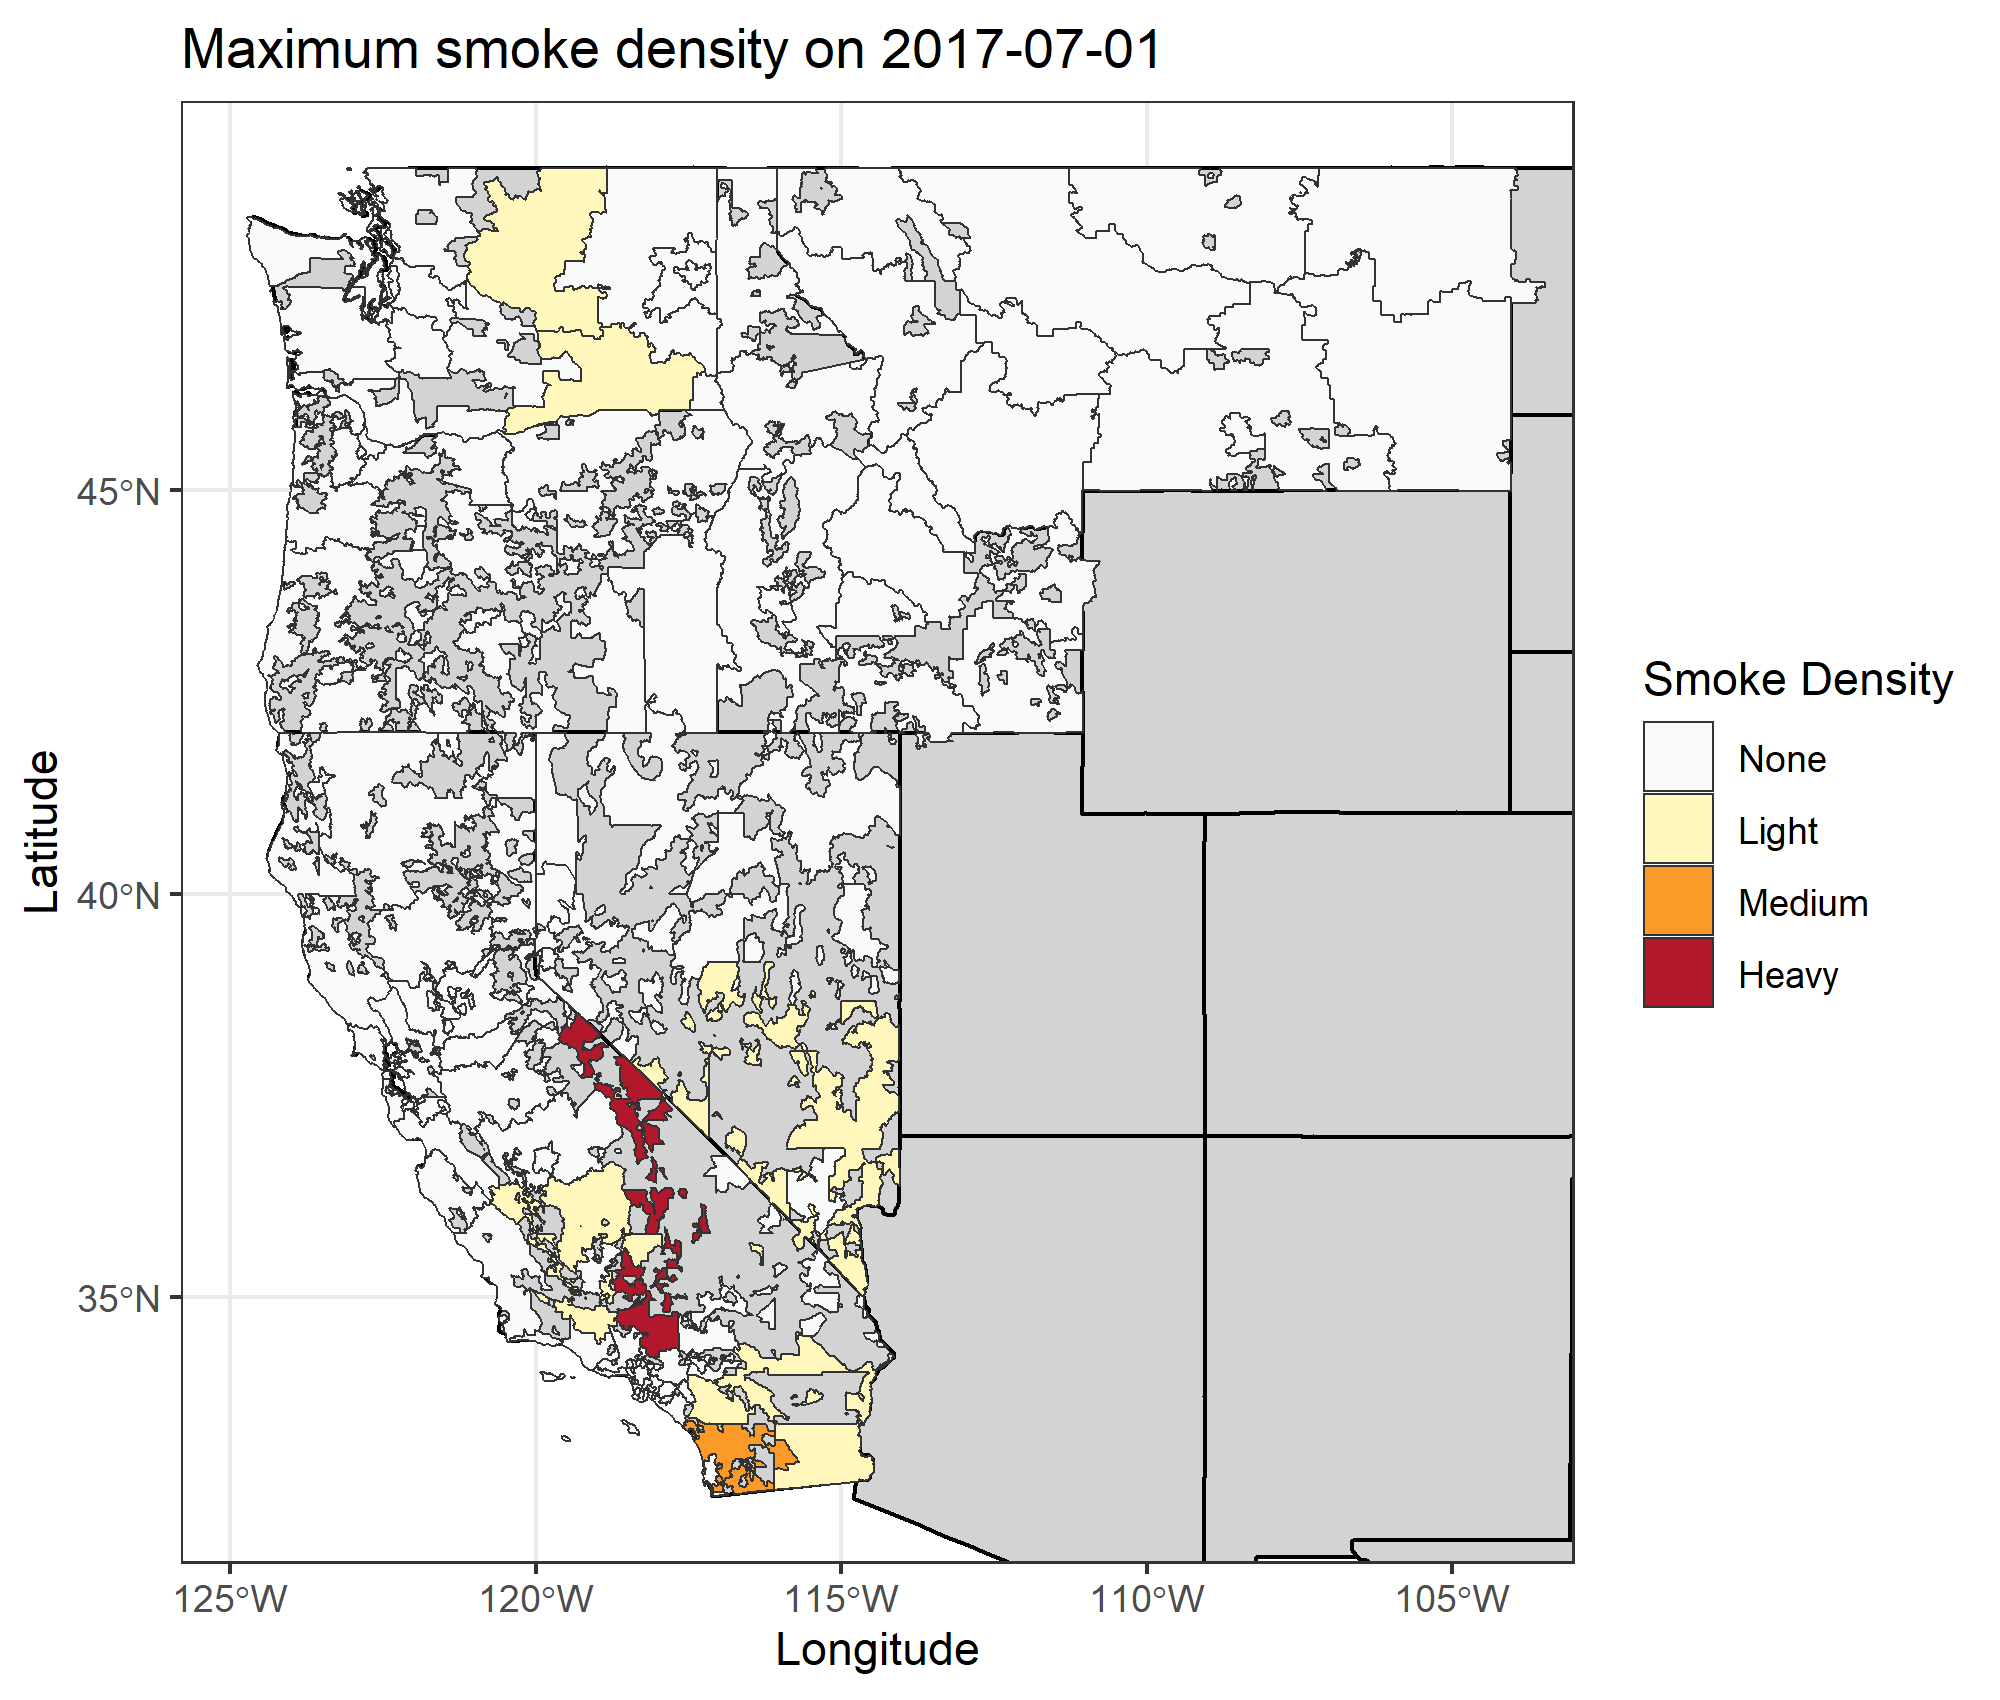 Maximum smoke density on 2017-07-01
45°N
40°N
35°N
Latitude
125°W
120°W
115°W
110°W
105°W
Longitude
Smoke Density
None
Light
Medium
Heavy